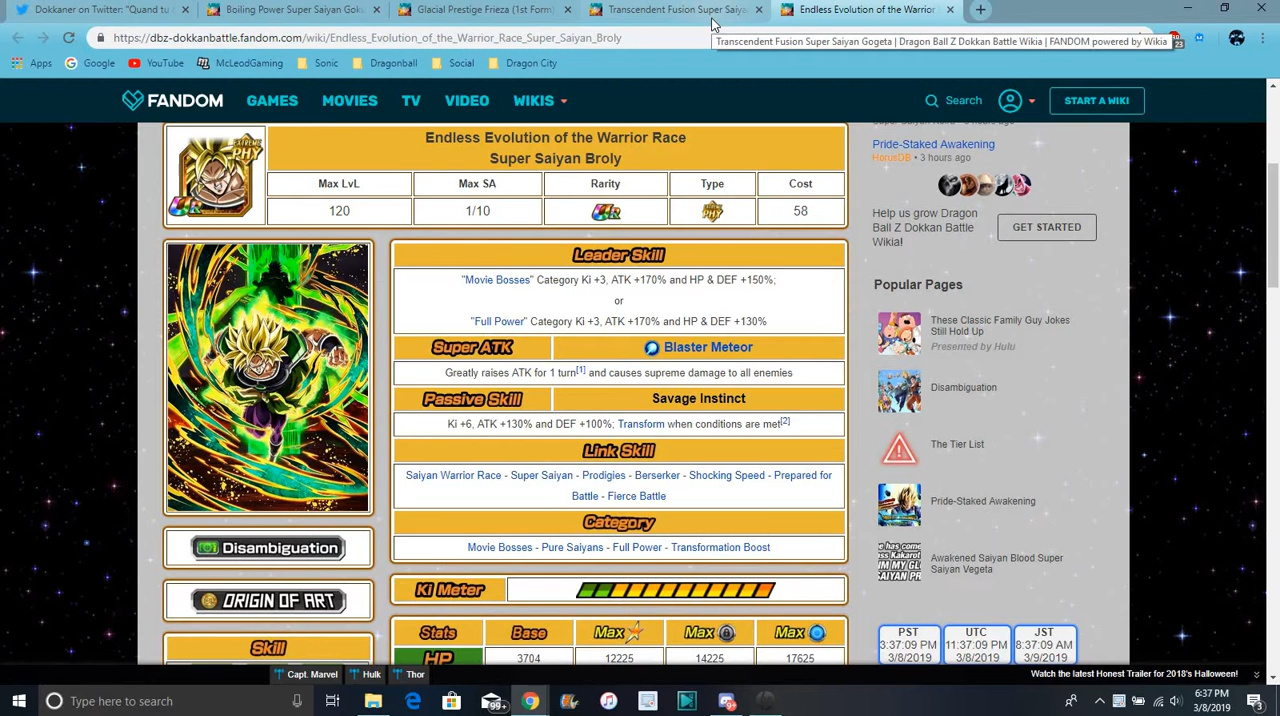 Dokkaner on Twitter: "Quand tu
Boiling Power Super Saiyan Goku
Glacial Prestige Frieza (1st Form)
Transcendent Fusion Super Saiya
Endless Evolution of the Warrior
https://dbz-dokkanbattle.fandom.com/wiki/Endless_Evolution_of_the_Warrior_Race_Super_Saiyan_Broly
Transcendent Fusion Super Saiyan Gogeta | Dragon Ball Z Dokkan Battle Wikia | FANDOM powered by Wikia
23
Apps Google YouTube McLeodGaming Sonic Dragonball Social Dragon City
FANDOM GAMES MOVIES TV VIDEO WIKIS Search START A WIKI
Endless Evolution of the Warrior Race
Super Saiyan Broly
EXTREME PHY
Max LvL Max SA Rarity Type Cost
120 1/10 UR PHY 58
Leader Skill
"Movie Bosses" Category Ki +3, ATK +170% and HP & DEF +150%;
or
"Full Power" Category Ki +3, ATK +170% and HP & DEF +130%
Super ATK Blaster Meteor
Greatly raises ATK for 1 turn[1] and causes supreme damage to all enemies
Passive Skill Savage Instinct
Ki +6, ATK +130% and DEF +100%; Transform when conditions are met[2]
Link Skill
Saiyan Warrior Race - Super Saiyan - Prodigies - Berserker - Shocking Speed - Prepared for
Battle - Fierce Battle
Category
Movie Bosses - Pure Saiyans - Full Power - Transformation Boost
Disambiguation
Ki Meter
ORIGIN OF ART
Stats Base Max Max Max
Skill
HP 3704 12225 14225 17625
Pride-Staked Awakening
HorusDB • 3 hours ago
Help us grow Dragon
Ball Z Dokkan Battle
Wikia!
GET STARTED
Popular Pages
These Classic Family Guy Jokes
Still Hold Up
Presented by Hulu
Disambiguation
The Tier List
Pride-Staked Awakening
Awakened Saiyan Blood Super
Saiyan Vegeta
PST UTC JST
3:37:09 PM 11:37:09 PM 8:37:09 AM
3/8/2019 3/8/2019 3/9/2019
Capt. Marvel Hulk Thor
Watch the latest Honest Trailer for 2018's Halloween!
Type here to search
99+
9+
6:37 PM
3/8/2019
3